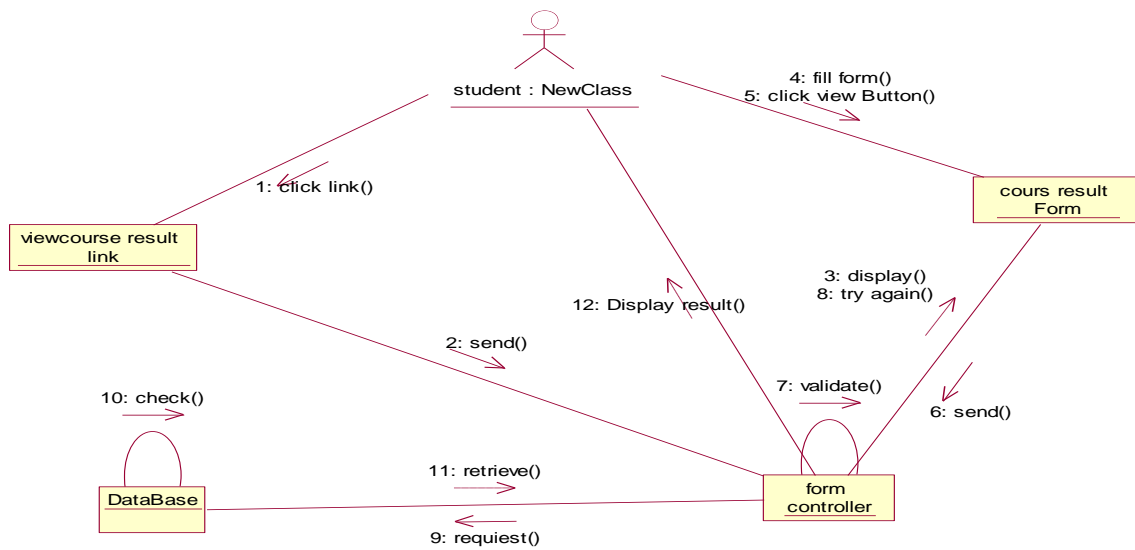 student : NewClass
4: fill form()
5: click view Button()
1: click link()
cours result
Form
viewcourse result
link
3: display()
8: try again()
12: Display result()
2: send()
7: validate()
10: check()
6: send()
11: retrieve()
DataBase
form
controller
9: requiest()